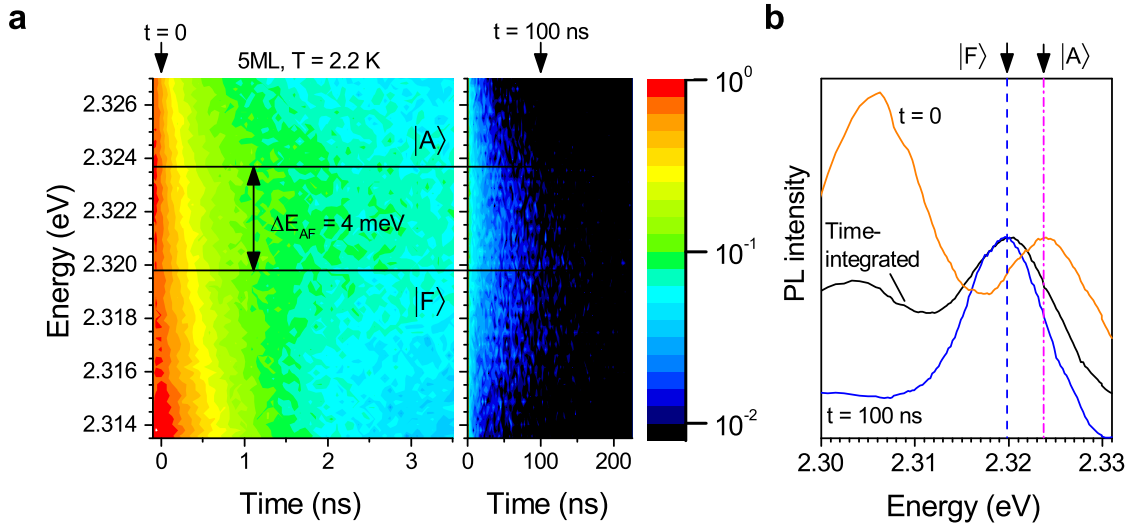 a
t = 0
5ML, T = 2.2 K
t = 100 ns
Energy (eV)
2.326
2.324
2.322
2.320
2.318
2.316
2.314
|A⟩
ΔE_AF = 4 meV
|F⟩
0 1 2 3
Time (ns)
0 100 200
Time (ns)
10^0
10^-1
10^-2
b
|F⟩ |A⟩
t = 0
Time-
integrated
t = 100 ns
PL intensity
2.30 2.31 2.32 2.33
Energy (eV)